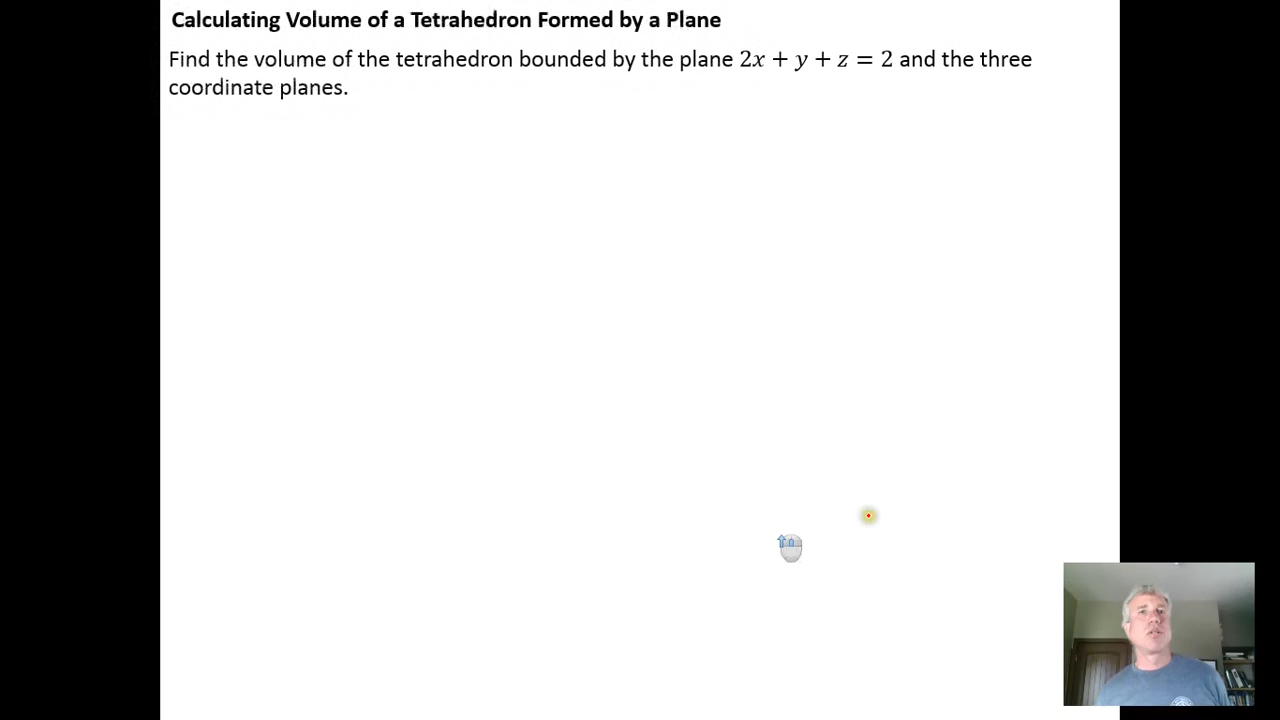 Calculating Volume of a Tetrahedron Formed by a Plane
Find the volume of the tetrahedron bounded by the plane 2x + y + z = 2 and the three
coordinate planes.